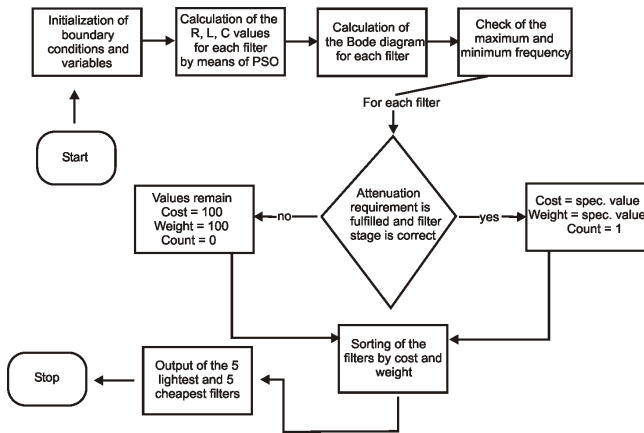 Initialization of
boundary
conditions and
variables
Calculation of the
R, L, C values
for each filter
by means of PSO
Calculation of
the Bode diagram
for each filter
Check of the
maximum and
minimum frequency
For each filter
Start
Attenuation
requirement is
fulfilled and filter
stage is correct
no
yes
Values remain
Cost = 100
Weight = 100
Count = 0
Cost = spec. value
Weight = spec. value
Count = 1
Sorting of the
filters by cost and
weight
Output of the 5
lightest and 5
cheapest filters
Stop